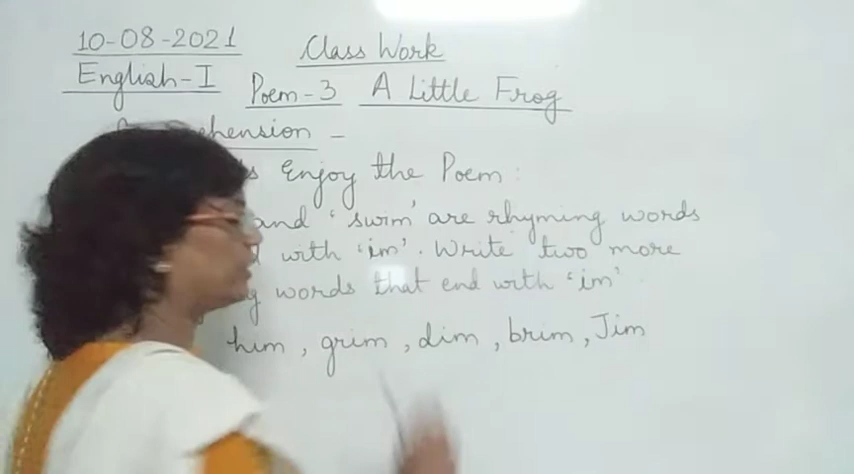 10-08-2021 Class Work
English-I Poem-3 A Little Frog
hension -
Enjoy the Poem :
and 'swim' are rhyming words
with 'im'. Write two more
words that end with 'im'
him, grim, dim, brim, Jim